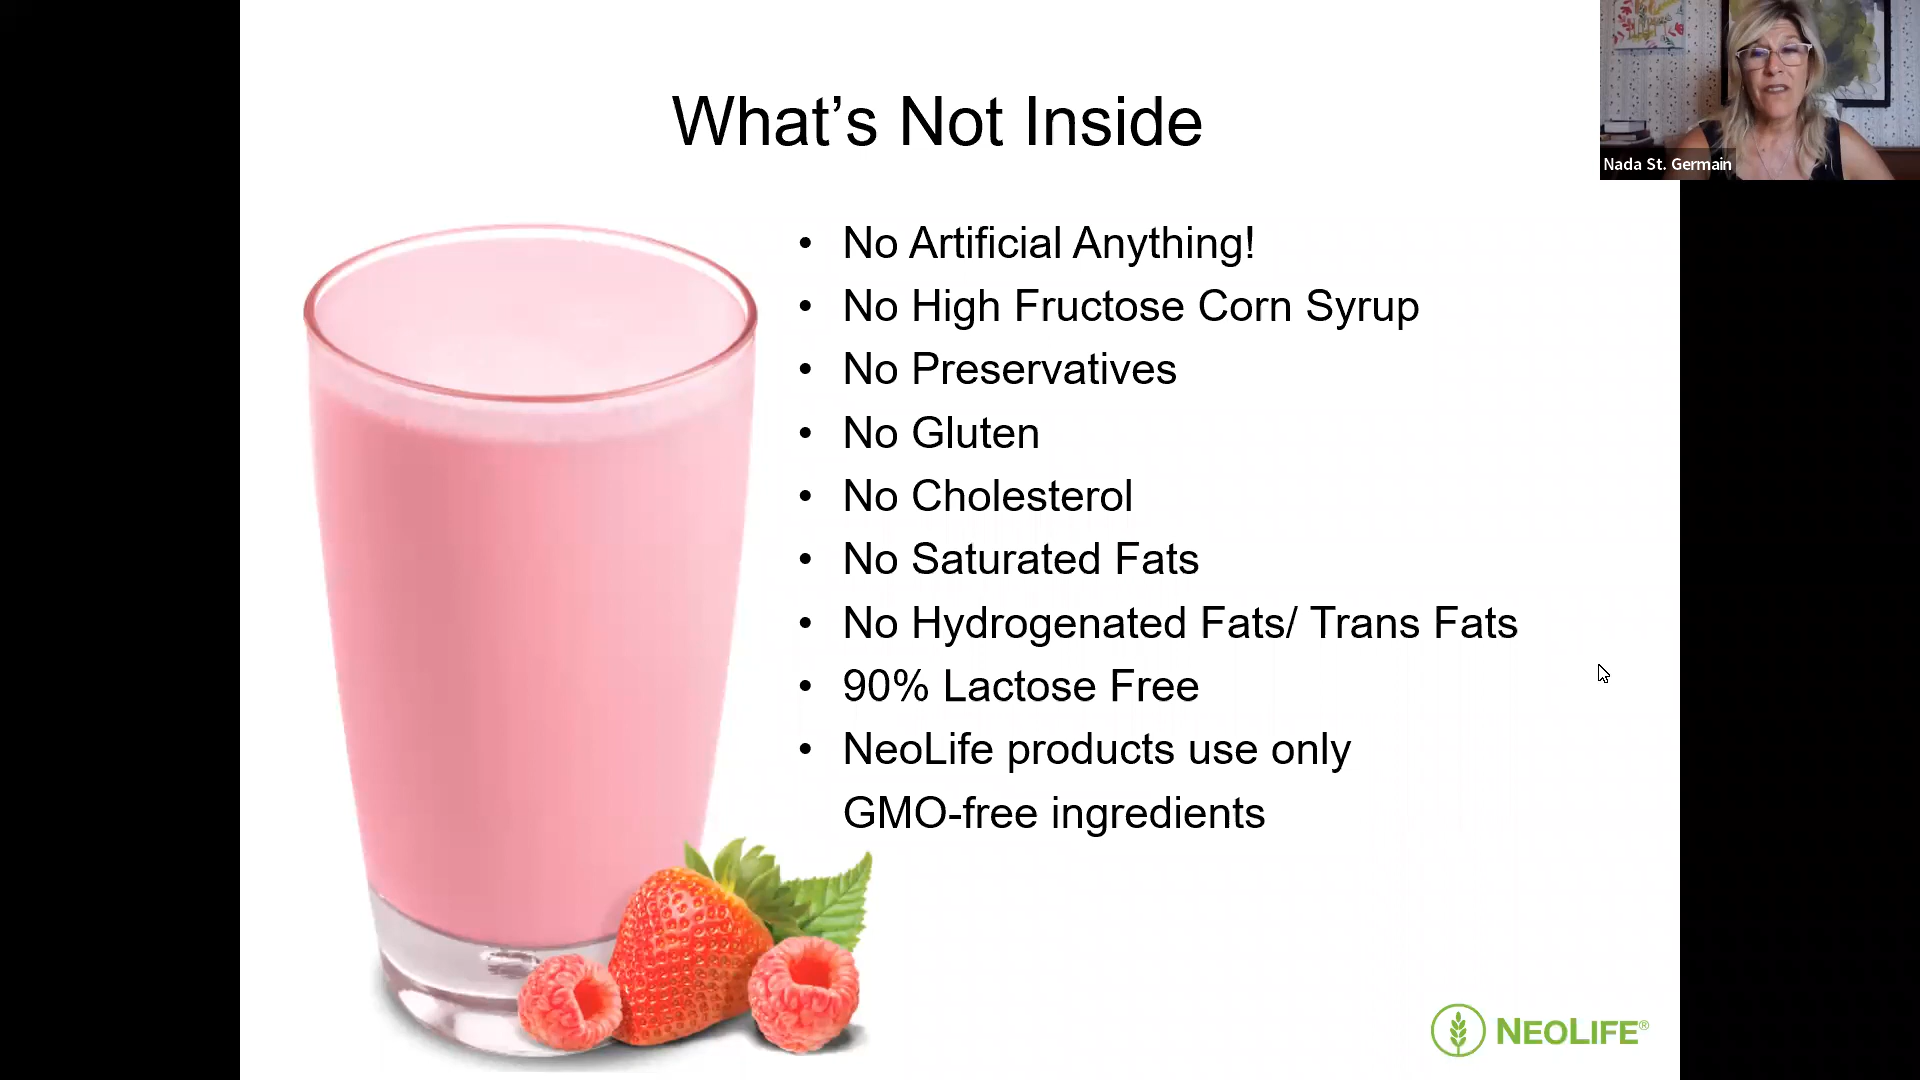 What’s Not Inside
Nada St. Germain
• No Artificial Anything!
• No High Fructose Corn Syrup
• No Preservatives
• No Gluten
• No Cholesterol
• No Saturated Fats
• No Hydrogenated Fats/ Trans Fats
• 90% Lactose Free
• NeoLife products use only
GMO-free ingredients
NEOLIFE®